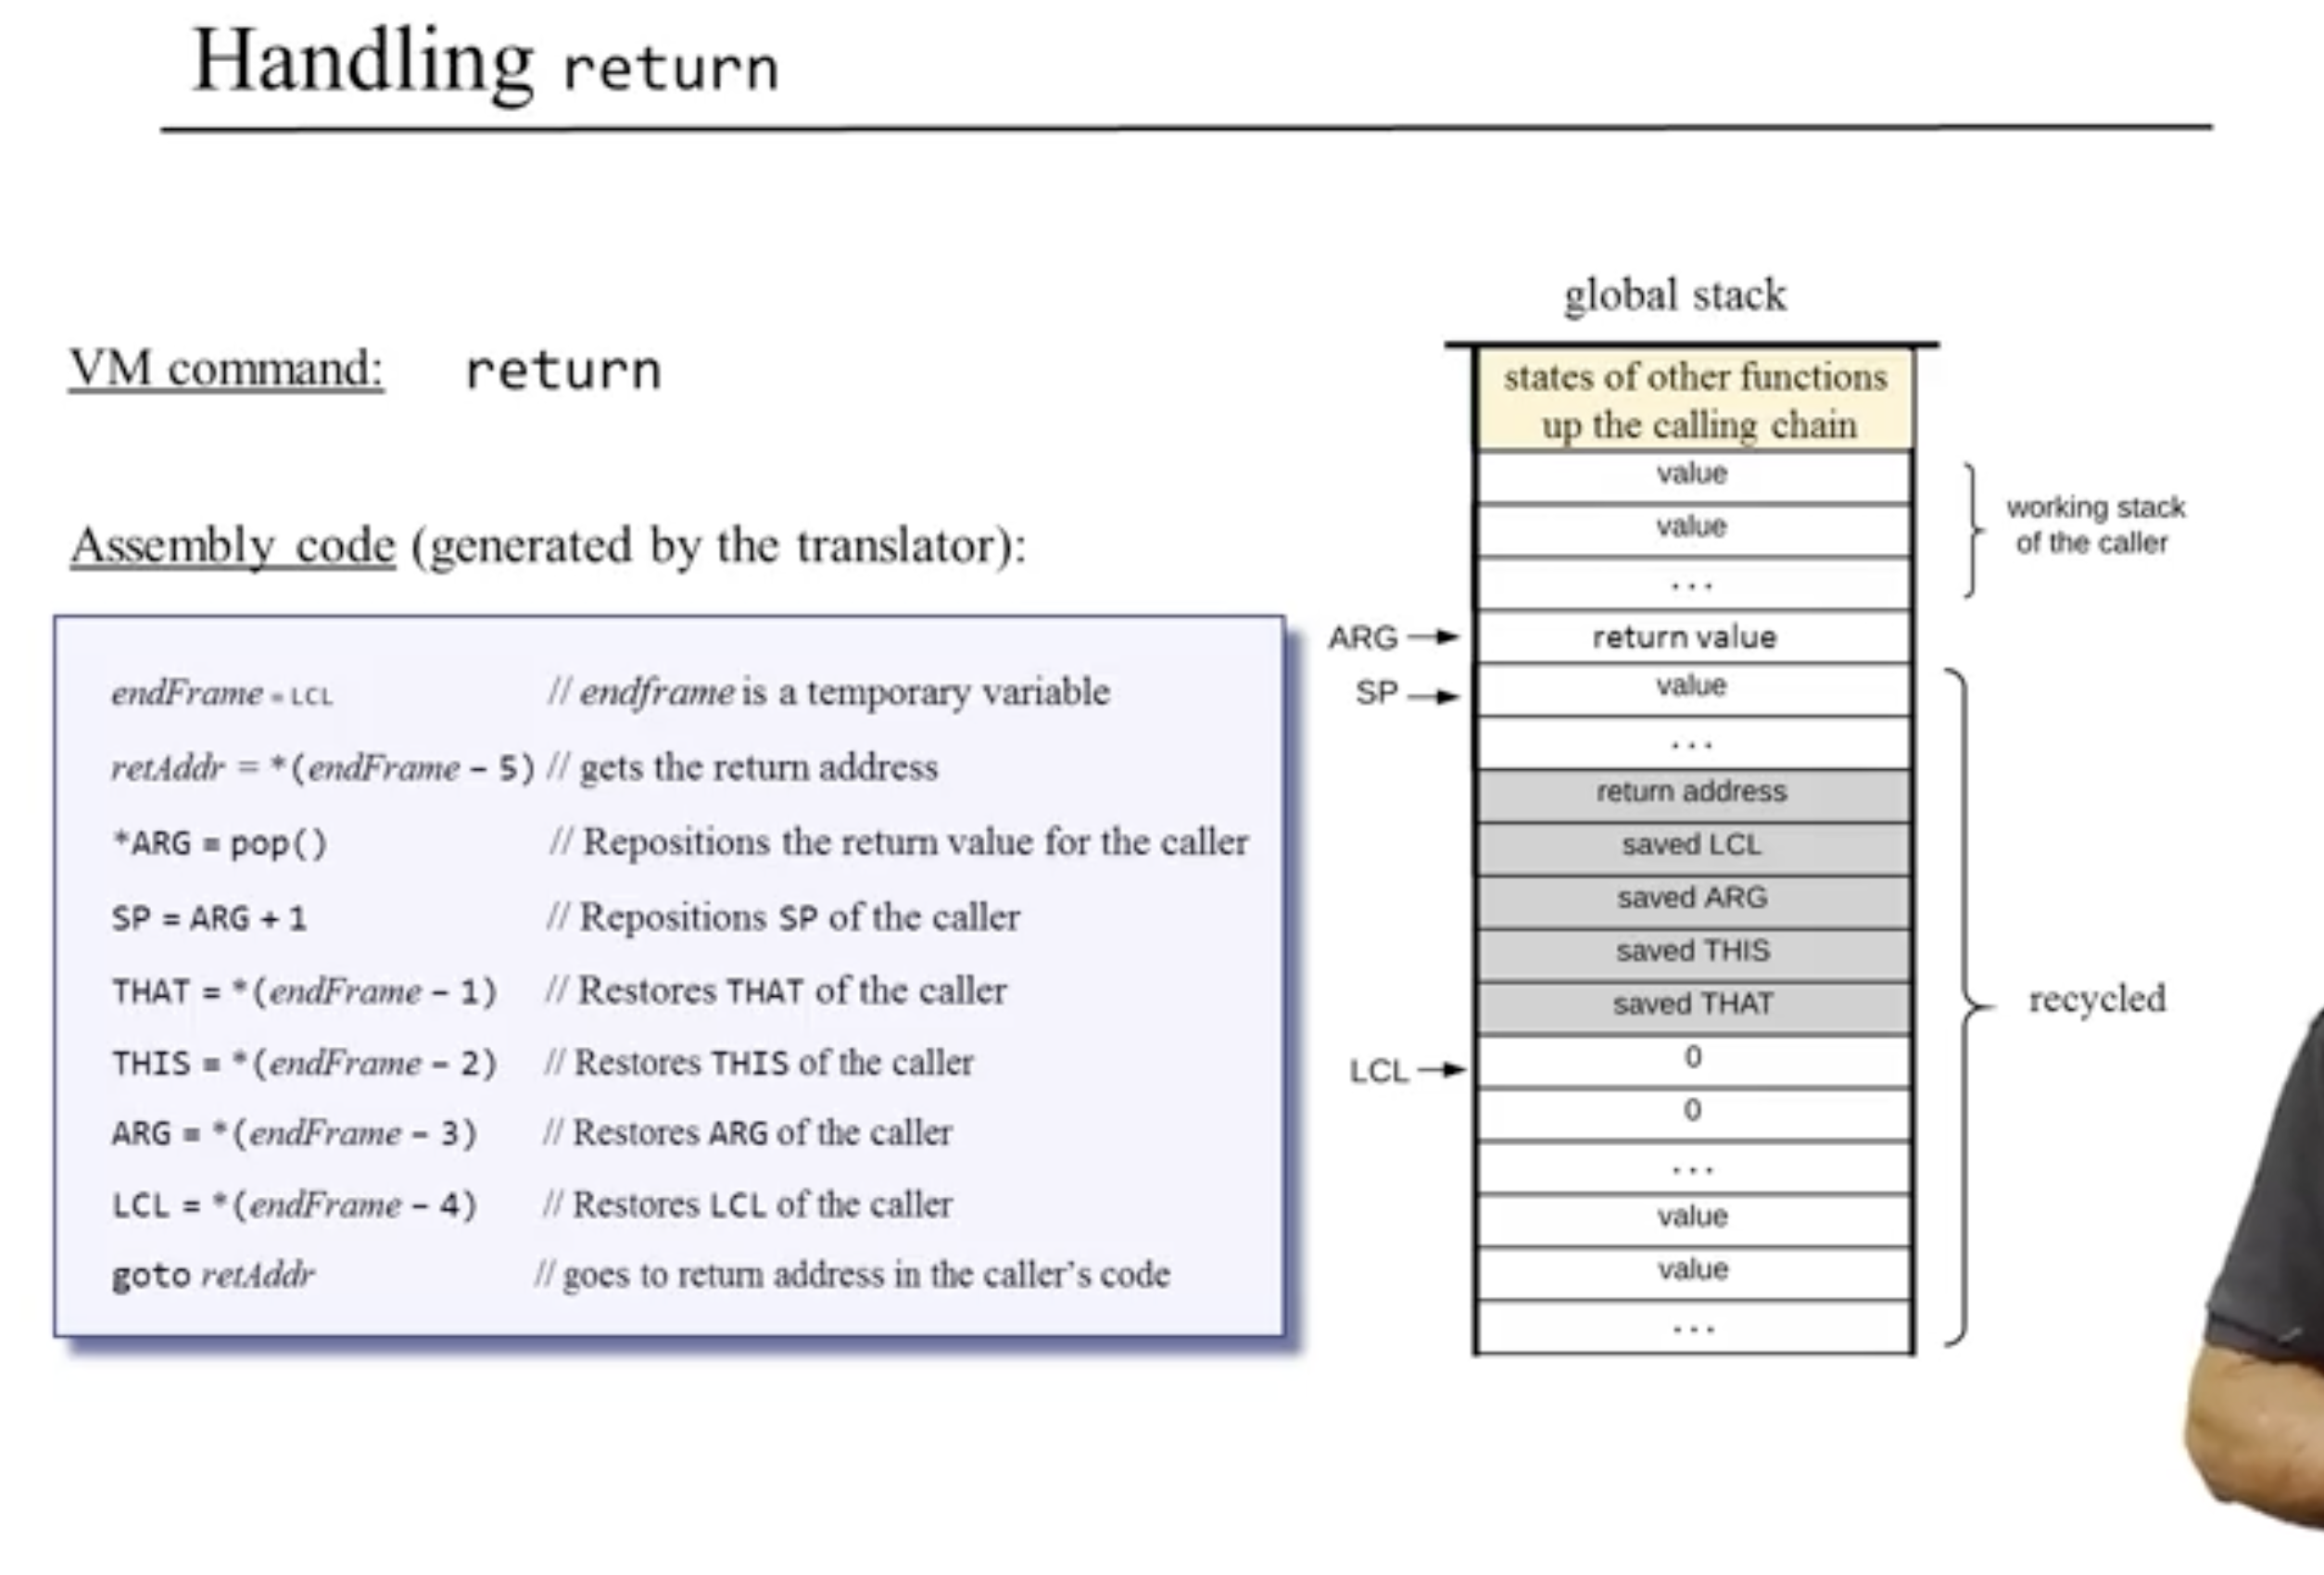 Handling return
VM command: return
Assembly code (generated by the translator):
endFrame = LCL // endframe is a temporary variable
retAddr = *(endFrame – 5) // gets the return address
*ARG = pop() // Repositions the return value for the caller
SP = ARG + 1 // Repositions SP of the caller
THAT = *(endFrame – 1) // Restores THAT of the caller
THIS = *(endFrame – 2) // Restores THIS of the caller
ARG = *(endFrame – 3) // Restores ARG of the caller
LCL = *(endFrame – 4) // Restores LCL of the caller
goto retAddr // goes to return address in the caller's code
global stack
states of other functions
up the calling chain
value
value
...
working stack
of the caller
ARG
return value
SP
value
...
return address
saved LCL
saved ARG
saved THIS
saved THAT
recycled
LCL
0
0
...
value
value
...